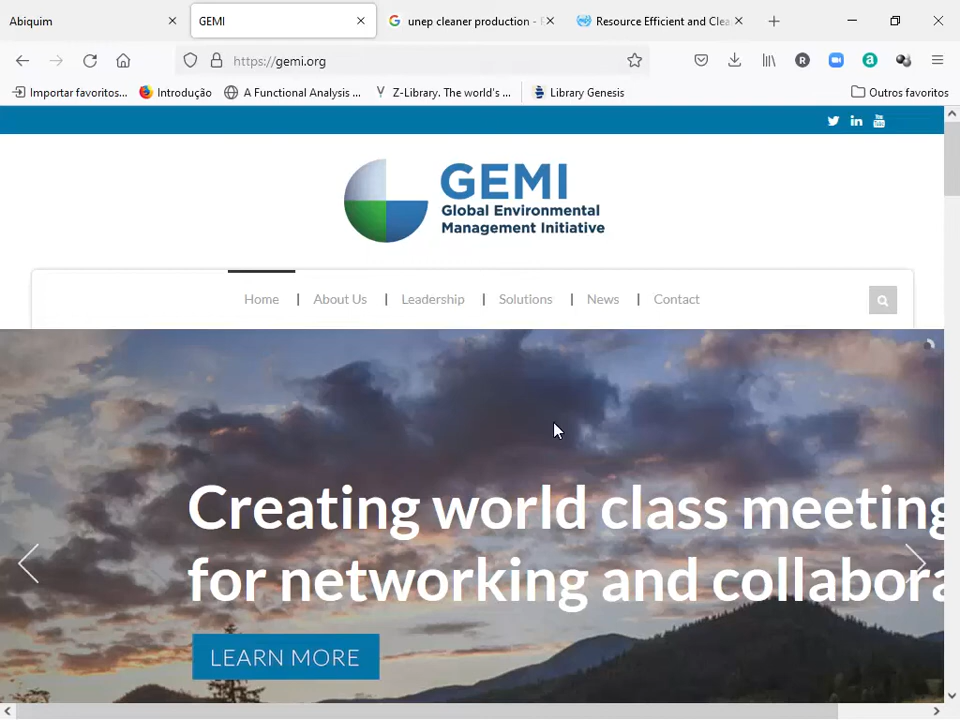 Abiquim
GEMI
unep cleaner production -
Resource Efficient and Clea
https://gemi.org
Importar favoritos...
Introdução
A Functional Analysis ...
Z-Library. The world's ...
Library Genesis
Outros favoritos
GEMI
Global Environmental
Management Initiative
Home
About Us
Leadership
Solutions
News
Contact
Creating world class meeting
for networking and collabora
LEARN MORE